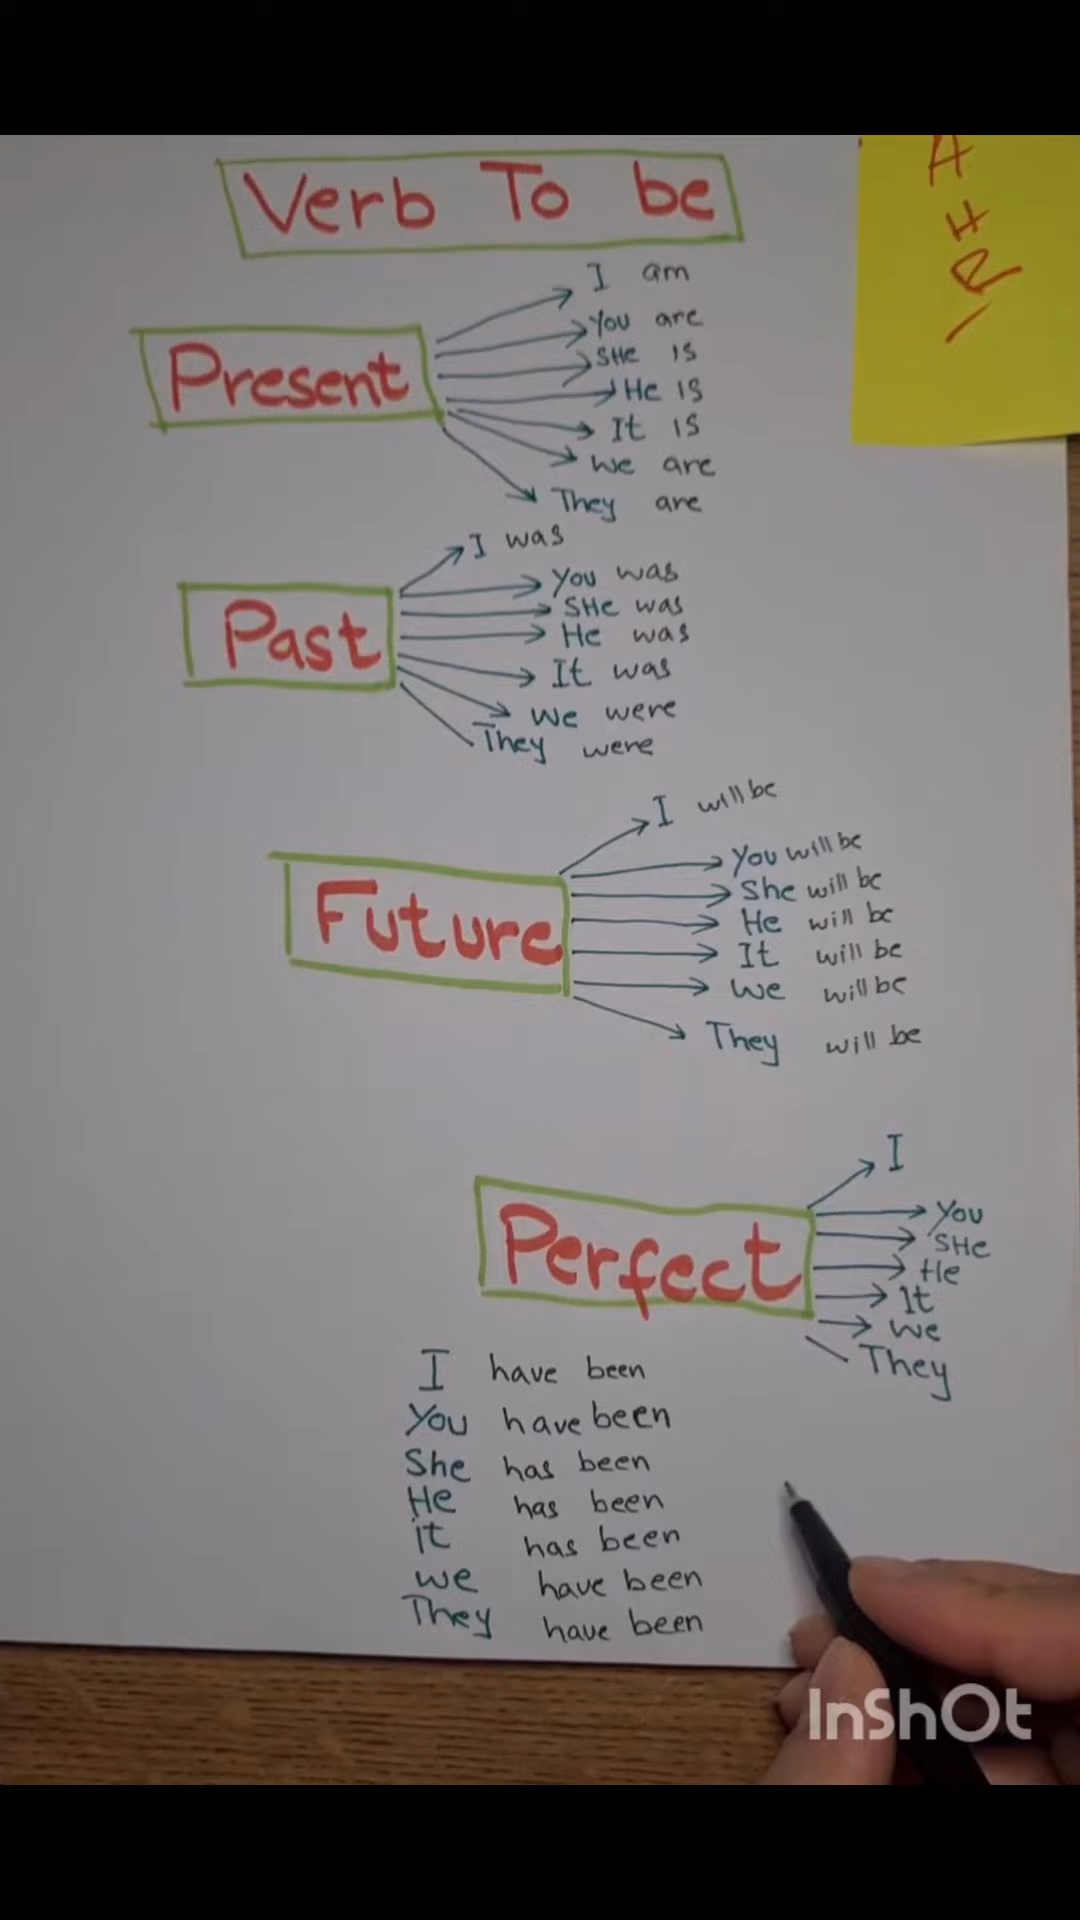 Verb To be
A
H
R
Present
I am
You are
SHe is
He is
It is
We are
They are
Past
I was
You was
SHe was
He was
It was
We were
They were
Future
I will be
You will be
She will be
He will be
It will be
We will be
They will be
Perfect
I
You
SHe
He
It
We
They
I have been
You have been
She has been
He has been
it has been
We have been
They have been
InShOt